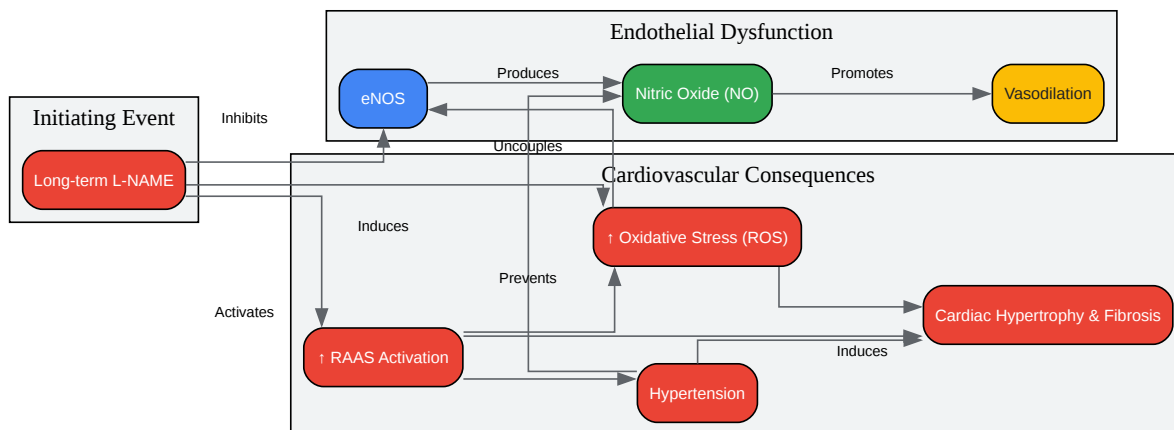 Endothelial Dysfunction
Produces
Promotes
eNOS
Nitric Oxide (NO)
Vasodilation
Initiating Event
Inhibits
Uncouples
Long-term L-NAME
Cardiovascular Consequences
Induces
↑ Oxidative Stress (ROS)
Prevents
Activates
Cardiac Hypertrophy & Fibrosis
↑ RAAS Activation
Induces
Hypertension